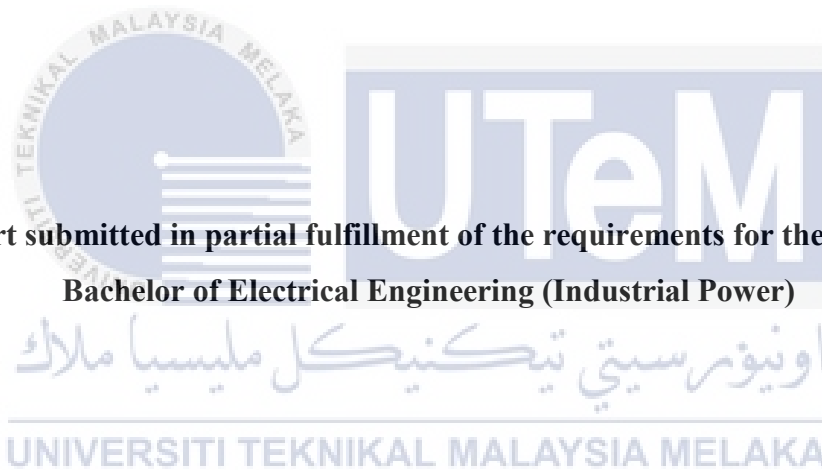 UNIVERSITI TEKNIKAL MALAYSIA MELAKA
UTeM
submitted in partial fulfillment of the requirements for the
Bachelor of Electrical Engineering (Industrial Power)
اونيۏرسيتي تيكنيكل مليسيا ملاك
UNIVERSITI TEKNIKAL MALAYSIA MELAKA